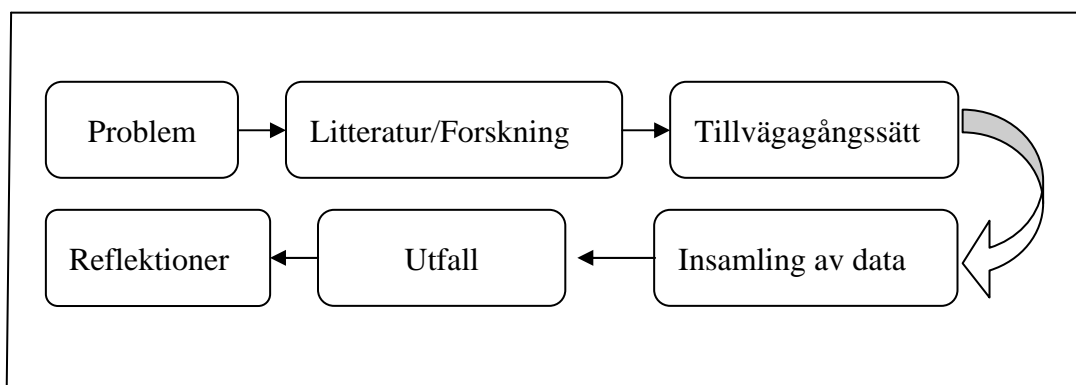 Problem
Litteratur/Forskning
Tillvägagångssätt
Reflektioner
Utfall
Insamling av data